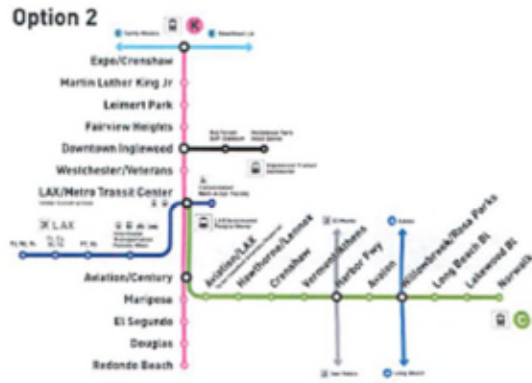 Option 2
K
Expo/Crenshaw
Martin Luther King Jr
Leimert Park
Fairview Heights
Downtown Inglewood
Westchester/Veterans
LAX/Metro Transit Center
LAX
Aviation/Century
Mariposa
El Segundo
Douglas
Redondo Beach
Aviation/LAX
Hawthorne/Lennox
Crenshaw
Vermont/Athens
Harbor Fwy
Avalon
Willowbrook/Rosa Parks
Long Beach Bl
Lakewood Bl
Norwalk
C
Long Beach